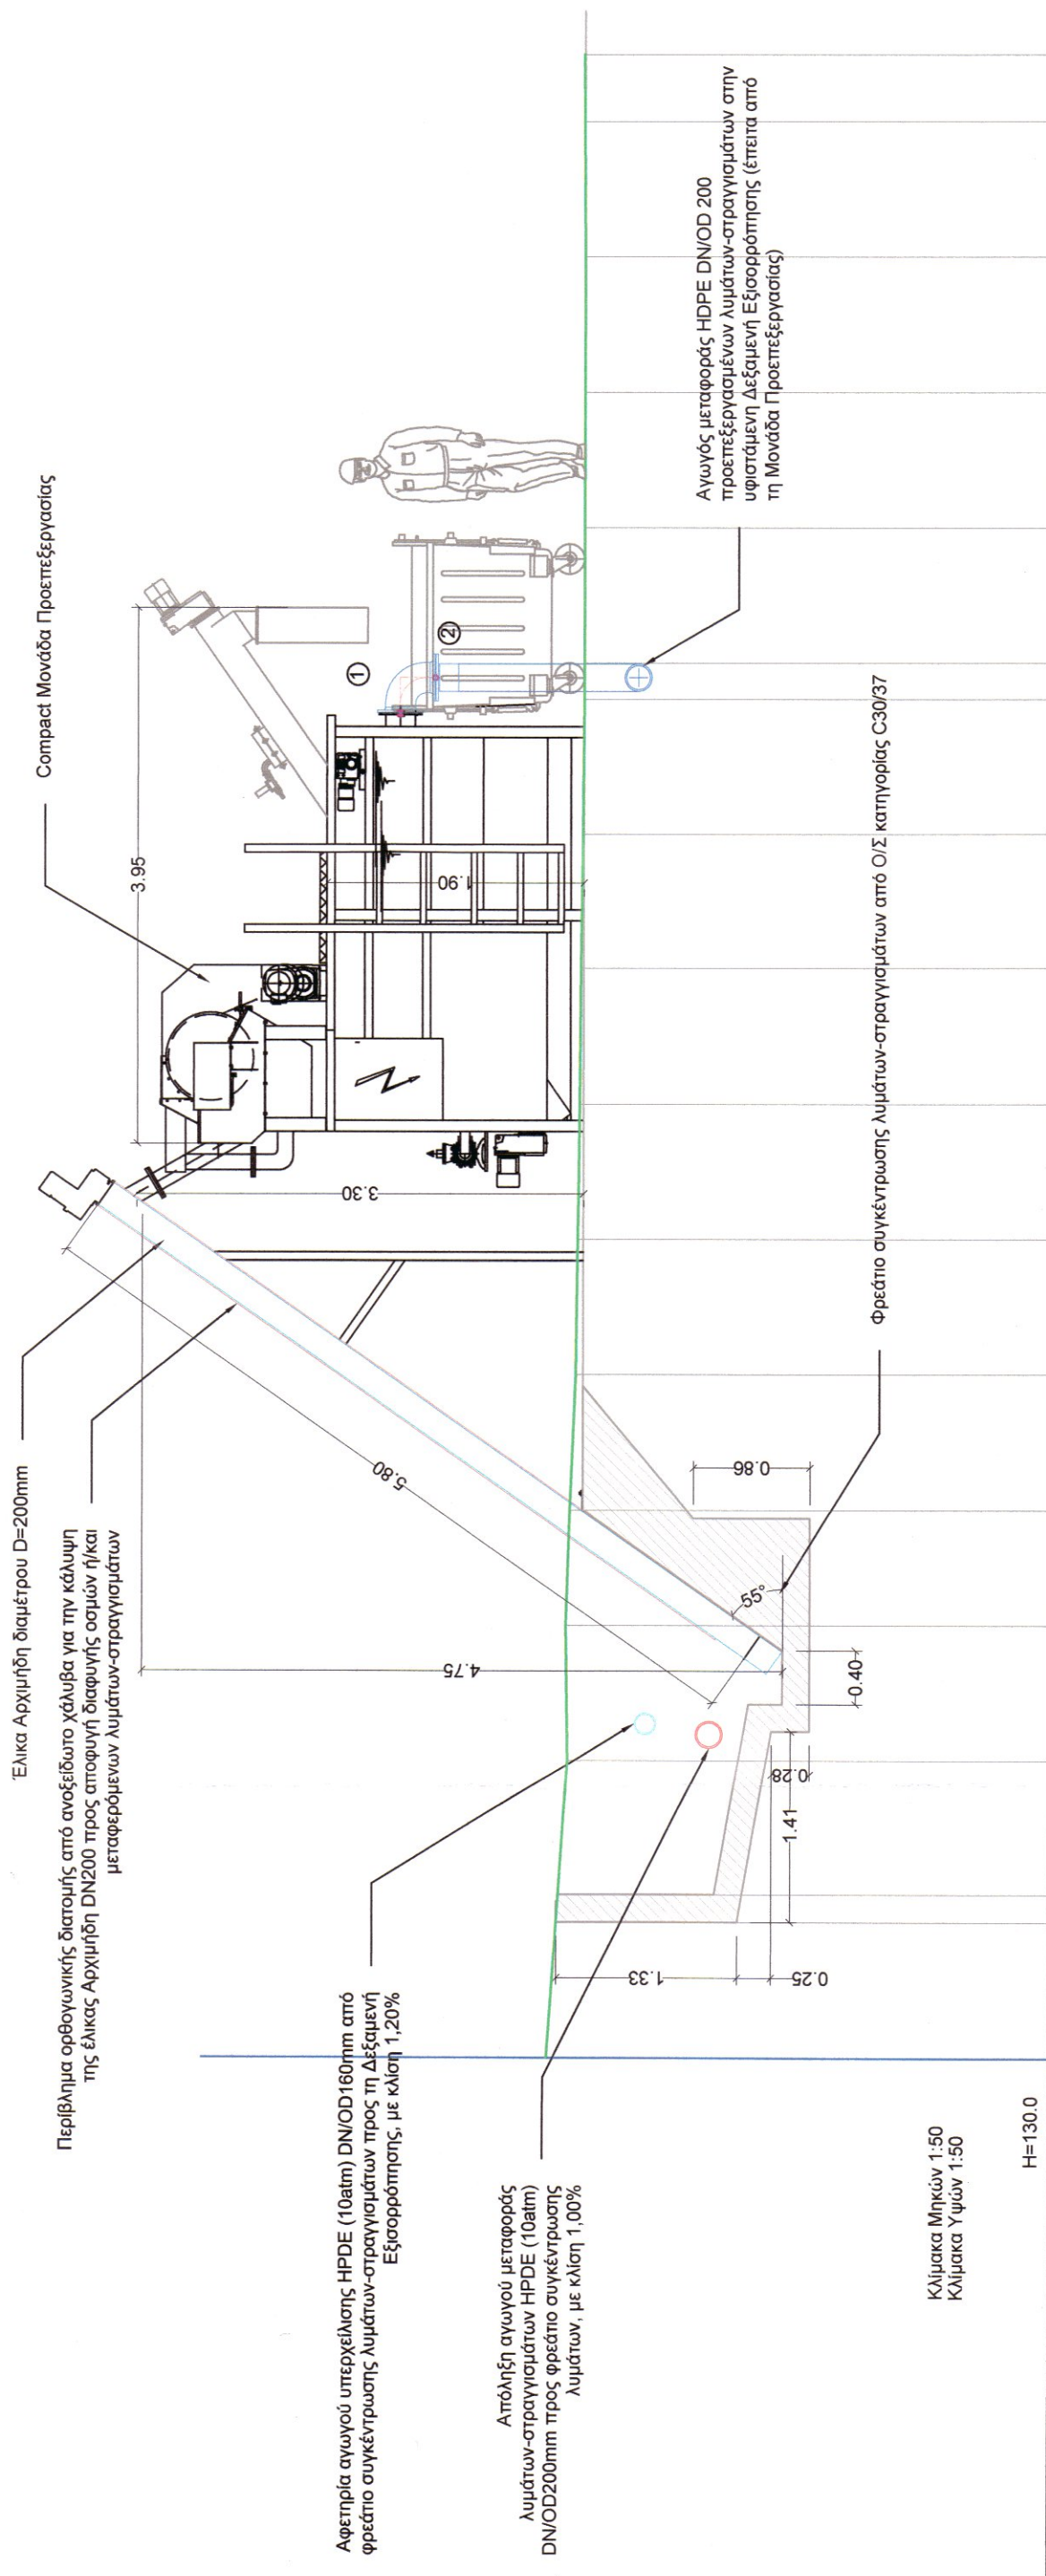 Έλικα Αρχιμήδη διαμέτρου D=200mm
Περίβλημα ορθογωνικής διατομής από ανοξείδωτο χάλυβα για την κάλυψη
της έλικας Αρχιμήδη DN200 προς αποφυγή διαφυγής οσμών ή/και
μεταφερόμενων λυμάτων-στραγγισμάτων
Compact Μονάδα Προεπεξεργασίας
3.95
1
2
1.90
3.30
5.80
4.75
55°
0.86
0.40
0.28
1.41
1.33
0.25
Αφετηρία αγωγού υπερχείλισης HPDE (10atm) DN/OD160mm από
φρεάτιο συγκέντρωσης λυμάτων-στραγγισμάτων προς τη Δεξαμενή
Εξισορρόπησης, με κλίση 1,20%
Απόληξη αγωγού μεταφοράς
λυμάτων-στραγγισμάτων HPDE (10atm)
DN/OD200mm προς φρεάτιο συγκέντρωσης
λυμάτων, με κλίση 1,00%
Αγωγός μεταφοράς HDPE DN/OD 200
προεπεξεργασμένων λυμάτων-στραγγισμάτων στην
υφιστάμενη Δεξαμενή Εξισορρόπησης (έπειτα από
τη Μονάδα Προεπεξεργασίας)
Φρεάτιο συγκέντρωσης λυμάτων-στραγγισμάτων από Ο/Σ κατηγορίας C30/37
Κλίμακα Μηκών 1:50
Κλίμακα Υψών 1:50
H=130.0